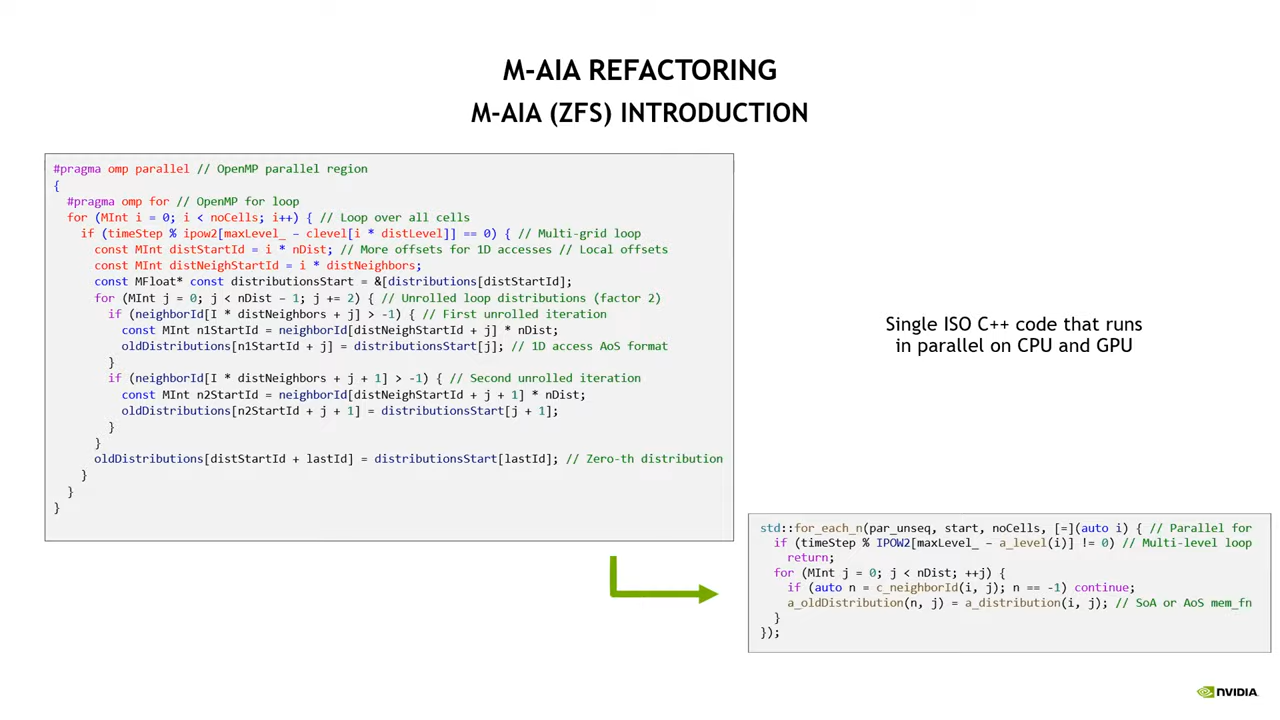 M-AIA REFACTORING
M-AIA (ZFS) INTRODUCTION
#pragma omp parallel // OpenMP parallel region
{
#pragma omp for // OpenMP for loop
for (MInt i = 0; i < noCells; i++) { // Loop over all cells
if (timeStep % ipow2[maxLevel_ – clevel[i * distLevel]] == 0) { // Multi-grid loop
const MInt distStartId = i * nDist; // More offsets for 1D accesses // Local offsets
const MInt distNeighStartId = i * distNeighbors;
const MFloat* const distributionsStart = &[distributions[distStartId];
for (MInt j = 0; j < nDist – 1; j += 2) { // Unrolled loop distributions (factor 2)
if (neighborId[I * distNeighbors + j] > -1) { // First unrolled iteration
const MInt n1StartId = neighborId[distNeighStartId + j] * nDist;
oldDistributions[n1StartId + j] = distributionsStart[j]; // 1D access AoS format
}
if (neighborId[I * distNeighbors + j + 1] > -1) { // Second unrolled iteration
const MInt n2StartId = neighborId[distNeighStartId + j + 1] * nDist;
oldDistributions[n2StartId + j + 1] = distributionsStart[j + 1];
}
}
oldDistributions[distStartId + lastId] = distributionsStart[lastId]; // Zero-th distribution
}
}
}
Single ISO C++ code that runs
in parallel on CPU and GPU
std::for_each_n(par_unseq, start, noCells, [=](auto i) { // Parallel for
if (timeStep % IPOW2[maxLevel_ – a_level(i)] != 0) // Multi-level loop
return;
for (MInt j = 0; j < nDist; ++j) {
if (auto n = c_neighborId(i, j); n == -1) continue;
a_oldDistribution(n, j) = a_distribution(i, j); // SoA or AoS mem_fn
}
});
NVIDIA